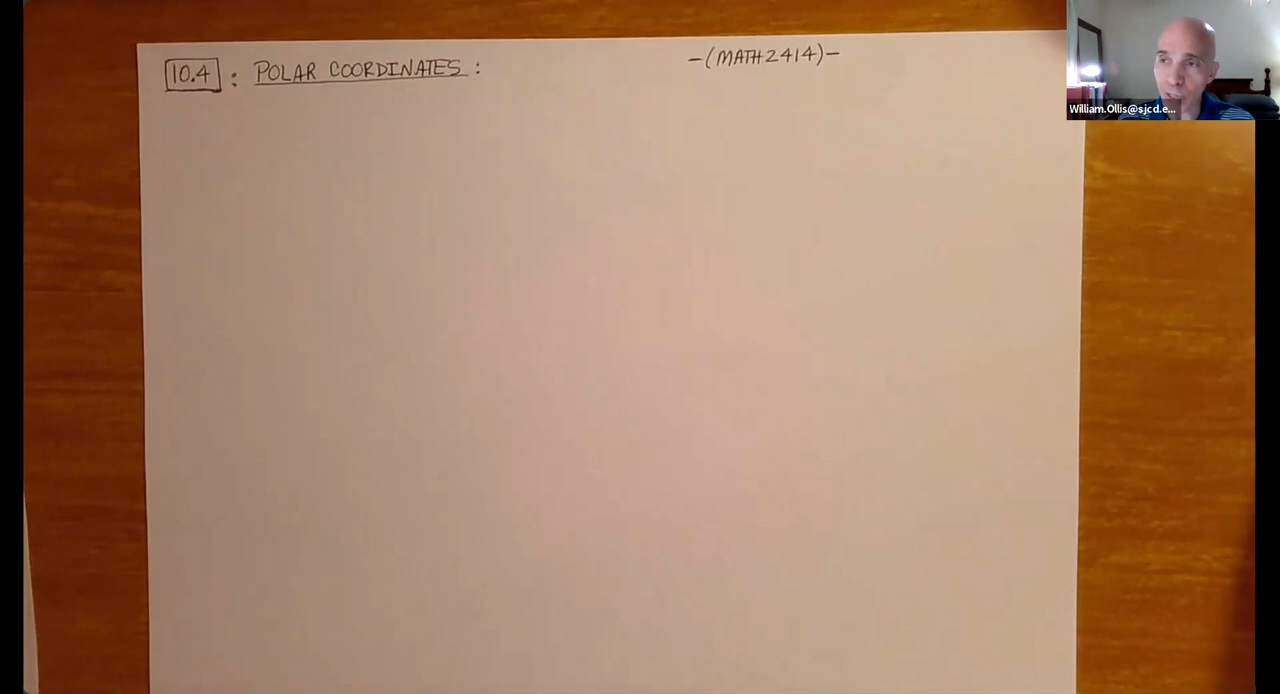 10.4 : POLAR COORDINATES :
-(MATH 2414)-
William.Ollis@sjcd.e...